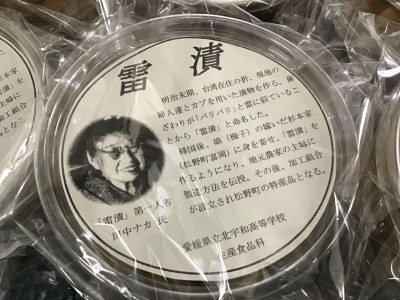 雷漬
明治末期、台湾在住の折、現地の
婦人達とカブを用いた漬物を作る。歯
ざわりが「バリバリ」と雷に似ているこ
とから「雷漬」と命名した。
帰国後、娘（梅子）の嫁いだ杉本家
（松野町富岡）に身を寄せ、「雷漬」を
作るようになり、地元農家の主婦に
製造方法を伝授。その後、加工組合
が設立され松野町の特産品となる。
「雷漬」第一人者
田中ナカ 氏
愛媛県立北宇和高等学校
生産食品科